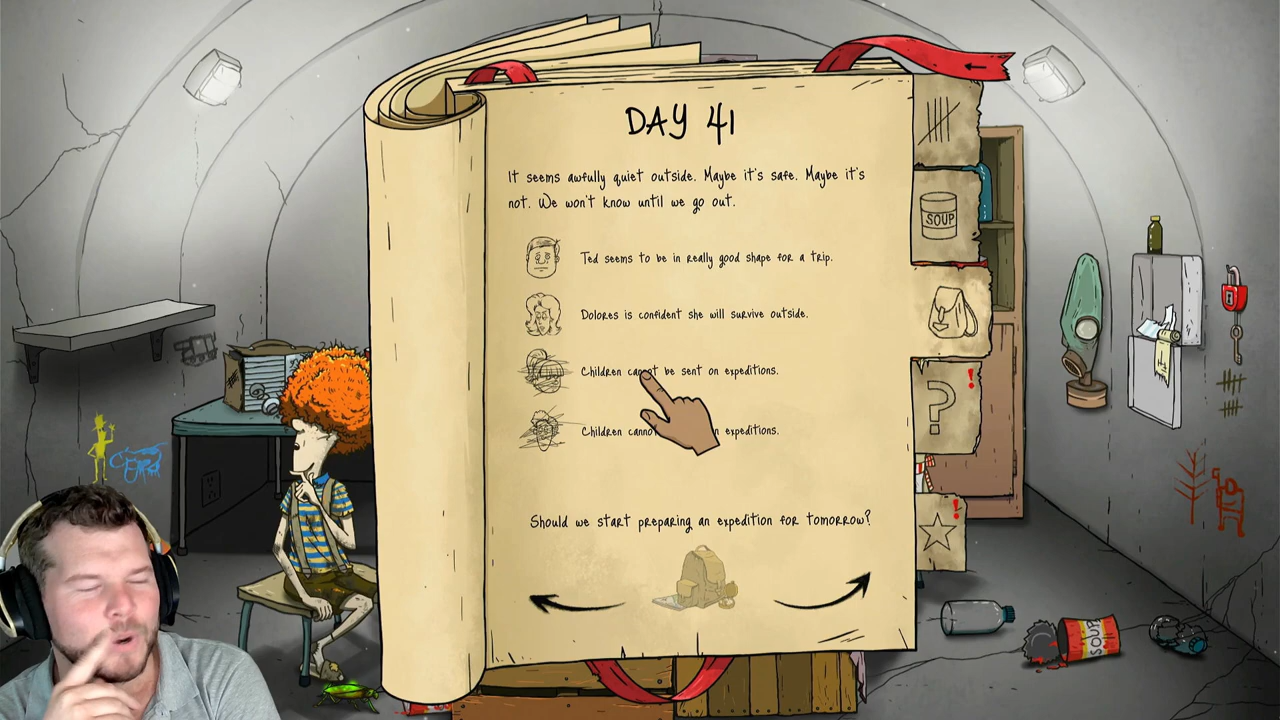 DAY 41
It seems awfully quiet outside. Maybe it's safe. Maybe it's
not. We won't know until we go out.
Ted seems to be in really good shape for a trip.
Dolores is confident she will survive outside.
Children cannot be sent on expeditions.
Children expeditions.
Should we start preparing an expedition for tomorrow?
SOUP
?
!
!
SOUP